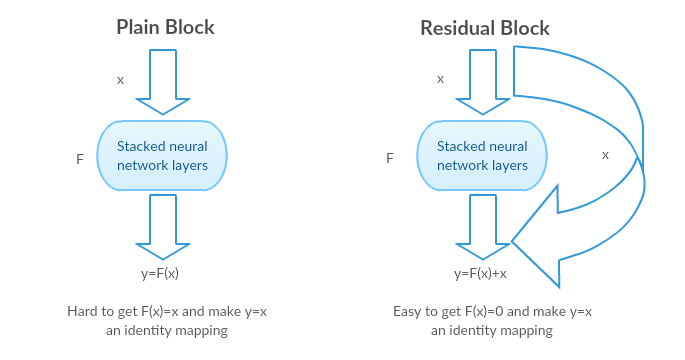 Plain Block
x
F
Stacked neural
network layers
y=F(x)
Hard to get F(x)=x and make y=x
an identity mapping
Residual Block
x
F
Stacked neural
network layers
x
y=F(x)+x
Easy to get F(x)=0 and make y=x
an identity mapping